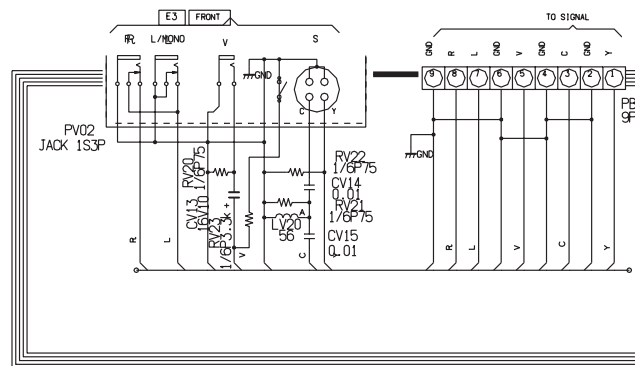 E3 FRONT
TO SIGNAL
R L/MONO V S
GND R L GND V GND C GND Y
9 8 7 6 5 4 3 2 1
GND
C Y
PV02
JACK 1S3P
PB
9P
GND
RV20
1/6P75
CV13
16V10
RV23
1/6P3.3k
+
RV22
1/6P75
CV14
0.01
RV21
1/6P75
A
LV20
56
CV15
0.01
R L V C
R L V C Y